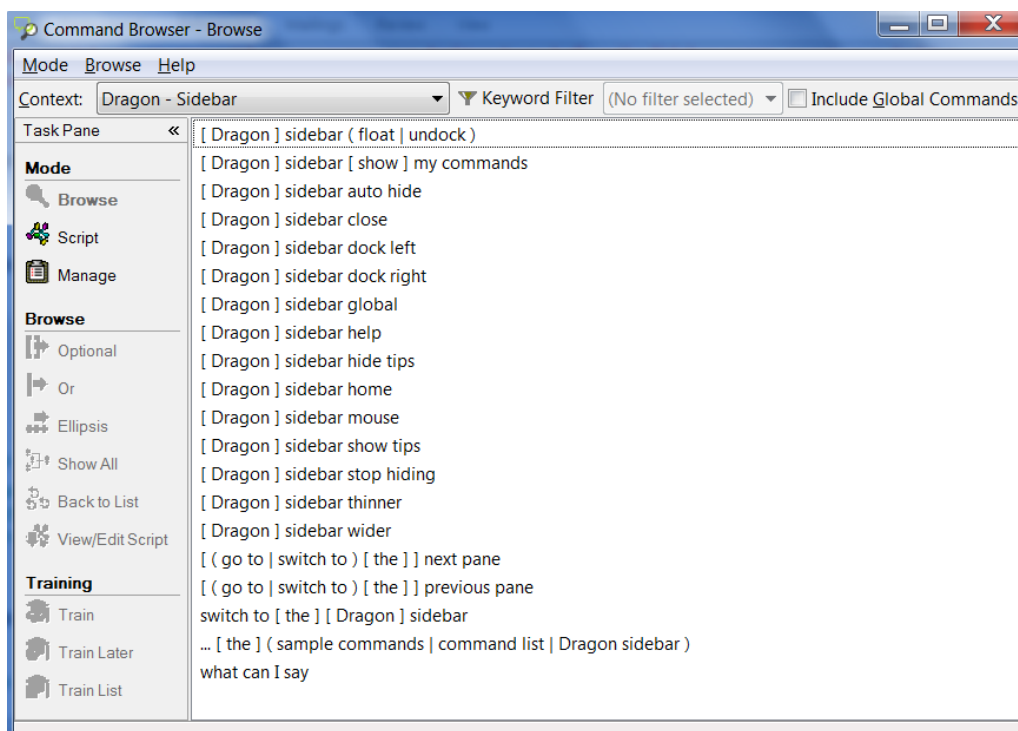 Command Browser - Browse
Mode Browse Help
Context: Dragon - Sidebar Keyword Filter (No filter selected) Include Global Commands
Task Pane «
Mode
Browse
Script
Manage
Browse
Optional
Or
Ellipsis
Show All
Back to List
View/Edit Script
Training
Train
Train Later
Train List
[ Dragon ] sidebar ( float | undock )
[ Dragon ] sidebar [ show ] my commands
[ Dragon ] sidebar auto hide
[ Dragon ] sidebar close
[ Dragon ] sidebar dock left
[ Dragon ] sidebar dock right
[ Dragon ] sidebar global
[ Dragon ] sidebar help
[ Dragon ] sidebar hide tips
[ Dragon ] sidebar home
[ Dragon ] sidebar mouse
[ Dragon ] sidebar show tips
[ Dragon ] sidebar stop hiding
[ Dragon ] sidebar thinner
[ Dragon ] sidebar wider
[ ( go to | switch to ) [ the ] ] next pane
[ ( go to | switch to ) [ the ] ] previous pane
switch to [ the ] [ Dragon ] sidebar
... [ the ] ( sample commands | command list | Dragon sidebar )
what can I say